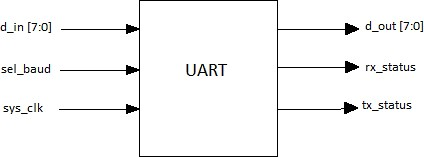 d_in [7:0]
d_out [7:0]
sel_baud
UART
rx_status
sys_clk
tx_status